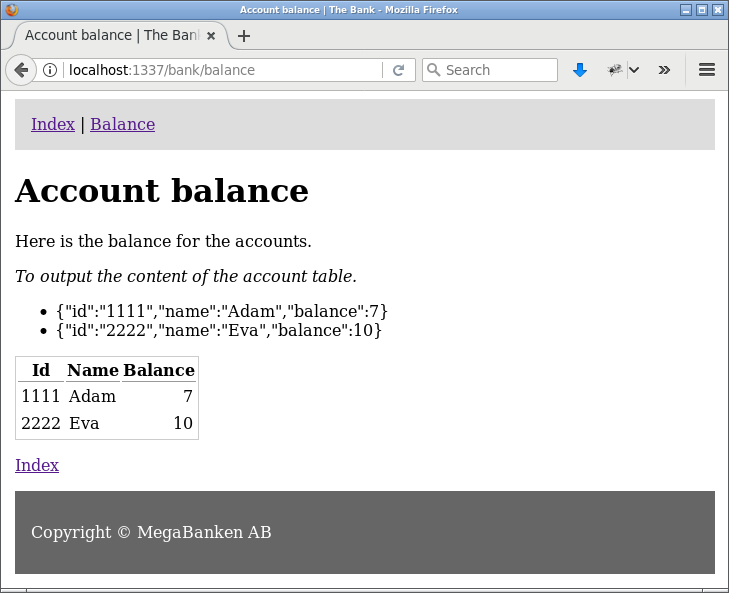 Account balance | The Bank - Mozilla Firefox
Account balance | The Ban
localhost:1337/bank/balance
Search
Index | Balance
Account balance
Here is the balance for the accounts.
To output the content of the account table.
• {"id":"1111","name":"Adam","balance":7}
• {"id":"2222","name":"Eva","balance":10}
Id Name Balance
1111 Adam 7
2222 Eva 10
Index
Copyright © MegaBanken AB